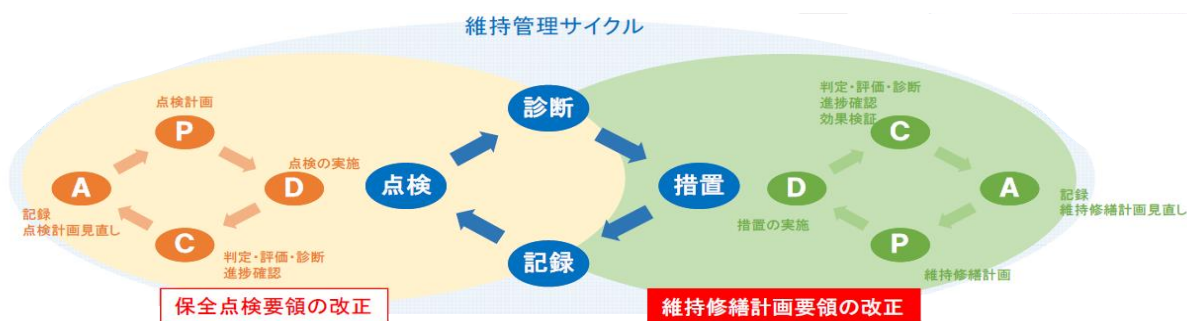 維持管理サイクル
点検計画
P
点検の実施
A
D
記録
点検計画見直し
C
判定・評価・診断
進捗確認
診断
点検
措置
記録
判定・評価・診断
進捗確認
効果検証
C
D
A
措置の実施
記録
維持修繕計画見直し
P
維持修繕計画
保全点検要領の改正
維持修繕計画要領の改正